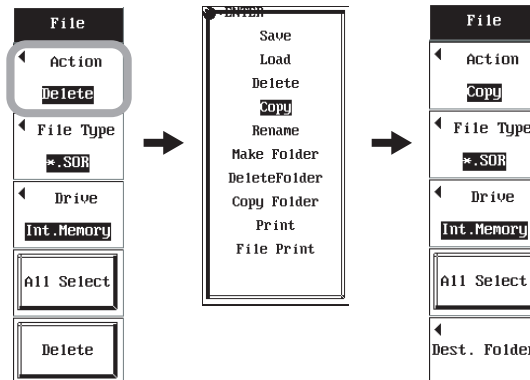 File
Action
Delete
File Type
*.SOR
Drive
Int.Memory
All Select
Delete
ENTER
Save
Load
Delete
Copy
Rename
Make Folder
DeleteFolder
Copy Folder
Print
File Print
File
Action
Copy
File Type
*.SOR
Drive
Int.Memory
All Select
Dest. Folder